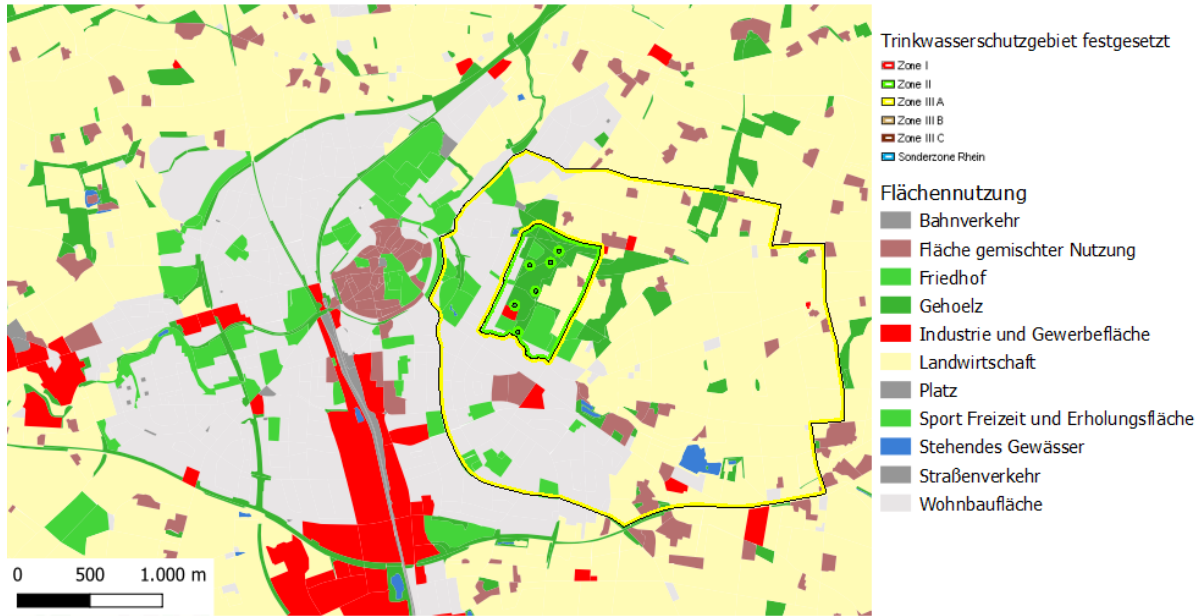 Trinkwasserschutzgebiet festgesetzt
Zone I
Zone II
Zone III A
Zone III B
Zone III C
Sonderzone Rhein
Flächennutzung
Bahnverkehr
Fläche gemischter Nutzung
Friedhof
Gehoelz
Industrie und Gewerbefläche
Landwirtschaft
Platz
Sport Freizeit und Erholungsfläche
Stehendes Gewässer
Straßenverkehr
Wohnbaufläche
0 500 1.000 m